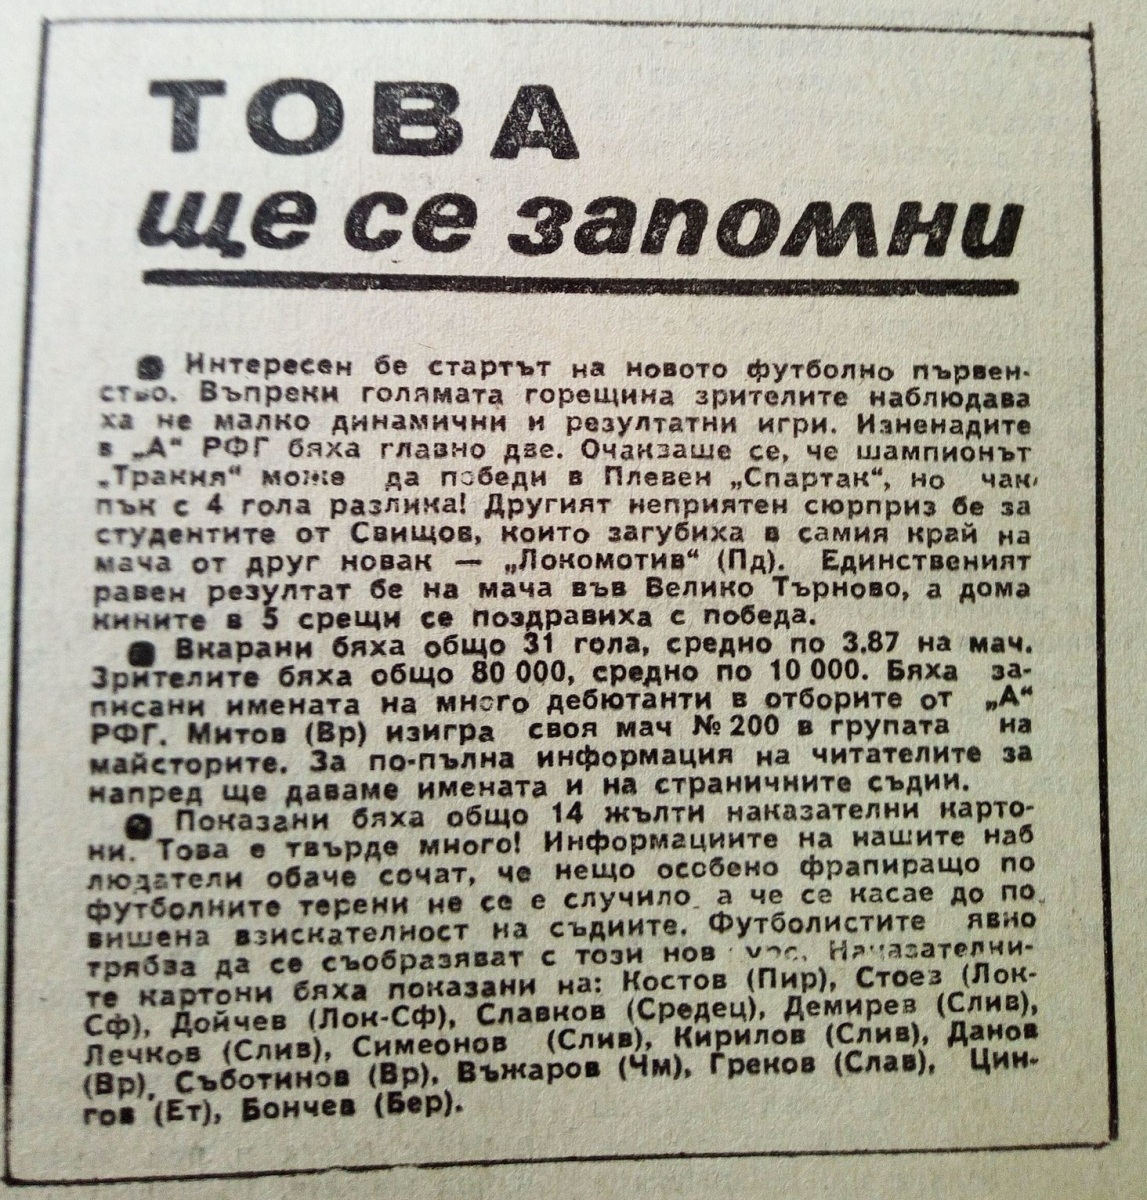 ТОВА
ще се запомни
● Интересен бе стартът на новото футболно първен-
ство. Въпреки голямата горещина зрителите наблюдава
ха не малко динамични и резултатни игри. Изненадите
в „А“ РФГ бяха главно две. Очакваше се, че шампионът
„Тракия“ може да победи в Плевен „Спартак“, но чак
пък с 4 гола разлика! Другият неприятен сюрприз бе за
студентите от Свищов, които загубиха в самия край на
мача от друг новак — „Локомотив“ (Пд). Единственият
равен резултат бе на мача във Велико Търново, а дома
кините в 5 срещи се поздравиха с победа.
● Вкарани бяха общо 31 гола, средно по 3.87 на мач.
Зрителите бяха общо 80 000, средно по 10 000. Бяха за-
писани имената на много дебютанти в отборите от „А“
РФГ. Митов (Вр) изигра своя мач №200 в групата на
майсторите. За по-пълна информация на читателите за
напред ще даваме имената и на страничните съдии.
● Показани бяха общо 14 жълти наказателни карто-
ни. Това е твърде много! Информациите на нашите наб
людатели обаче сочат, че нещо особено фрапиращо по
футболните терени не се е случило, а че се касае до по
вишена взискателност на съдиите. Футболистите явно
трябва да се съобразяват с този нов Наказателни-
те картони бяха показани на: Костов (Пир), Стоев (Лок-
Сф), Дойчев (Лок-Сф), Славков (Средец), Демирев (Слив),
Лечков (Слив), Симеонов (Слив), Кирилов (Слив), Данов
(Вр), Съботинов (Вр), Въжаров (Чм), Греков (Слав), Цин-
гов (Ет), Бончев (Бер).